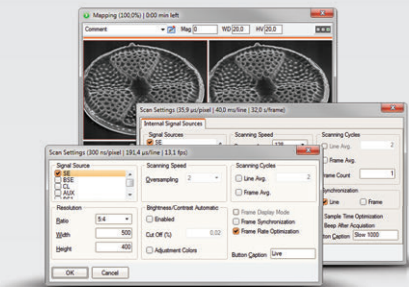 Mapping (100,0%) | 0:00 min left
Comment Mag 0 WD 20,0 HV 20,0
Scan Settings (35,9 µs/pixel | 40,0 ms/line | 32,0 s/frame)
Internal Signal Sources
Signal Sources Scanning Speed Scanning Cycles
SE
Line Avg. 2
Frame Avg.
Frame Count 1
Synchronization
Line Frame
Sample Time Optimization
Beep After Acquisition
Button Caption Slow 1000
Scan Settings (300 ns/pixel | 191,4 µs/line | 13,1 fps)
Signal Source Scanning Speed Scanning Cycles
SE
BSE
CL
AUX
Oversampling 2
Line Avg. 2
Frame Avg.
Resolution
Ratio 5:4
Width 500
Height 400
Brightness/Contrast Automatic
Enabled
Cut Off (%) 0.02
Adjustment Colors
Frame Display Mode
Frame Synchronization
Frame Rate Optimization
Button Caption Live
OK Cancel